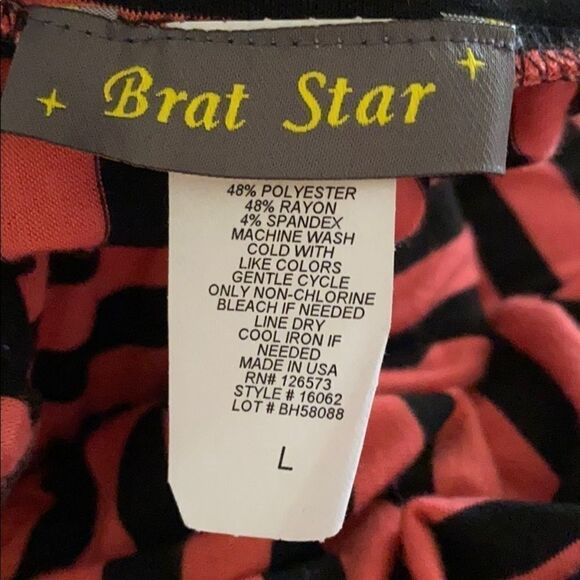 Brat Star
48% POLYESTER
48% RAYON
4% SPANDEX
MACHINE WASH
COLD WITH
LIKE COLORS
GENTLE CYCLE
ONLY NON-CHLORINE
BLEACH IF NEEDED
LINE DRY
COOL IRON IF
NEEDED
MADE IN USA
RN# 126573
STYLE # 16062
LOT # BH58088
L